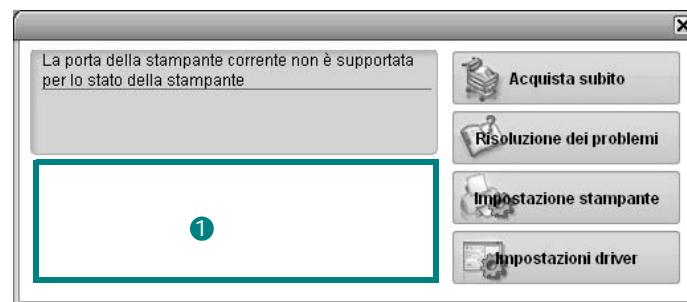 La porta della stampante corrente non è supportata
per lo stato della stampante
Acquista subito
Risoluzione dei problemi
Impostazione stampante
Impostazioni driver
1